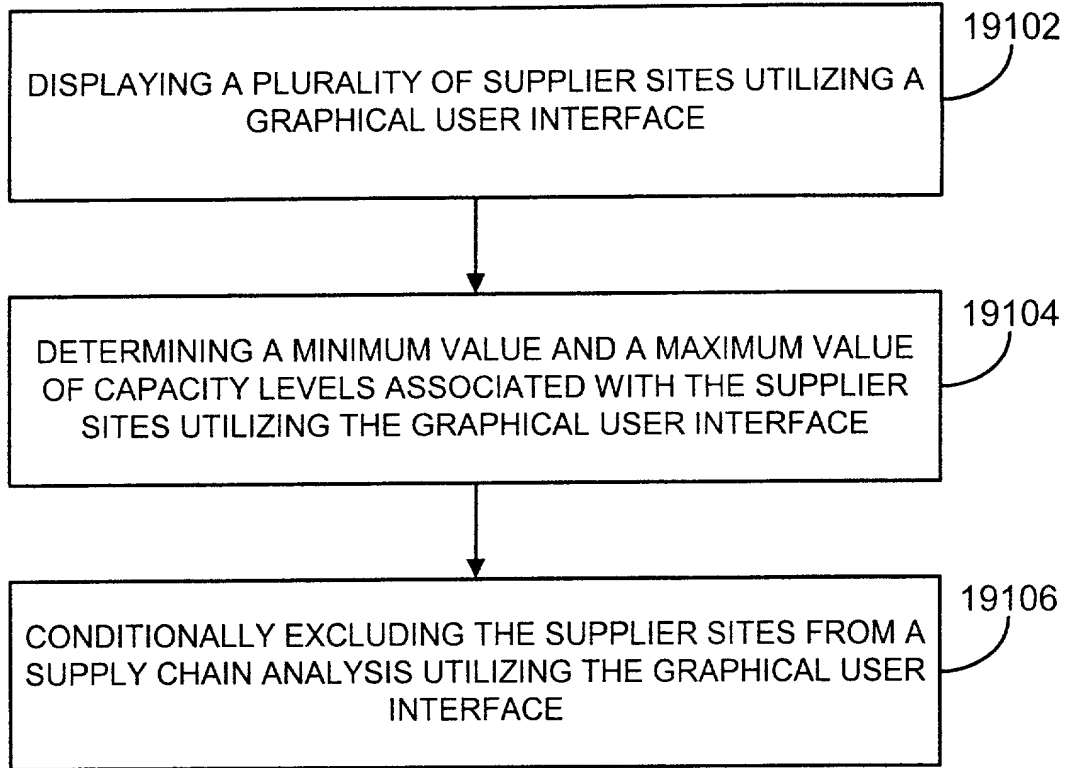 19102
DISPLAYING A PLURALITY OF SUPPLIER SITES UTILIZING A
GRAPHICAL USER INTERFACE
19104
DETERMINING A MINIMUM VALUE AND A MAXIMUM VALUE
OF CAPACITY LEVELS ASSOCIATED WITH THE SUPPLIER
SITES UTILIZING THE GRAPHICAL USER INTERFACE
19106
CONDITIONALLY EXCLUDING THE SUPPLIER SITES FROM A
SUPPLY CHAIN ANALYSIS UTILIZING THE GRAPHICAL USER
INTERFACE